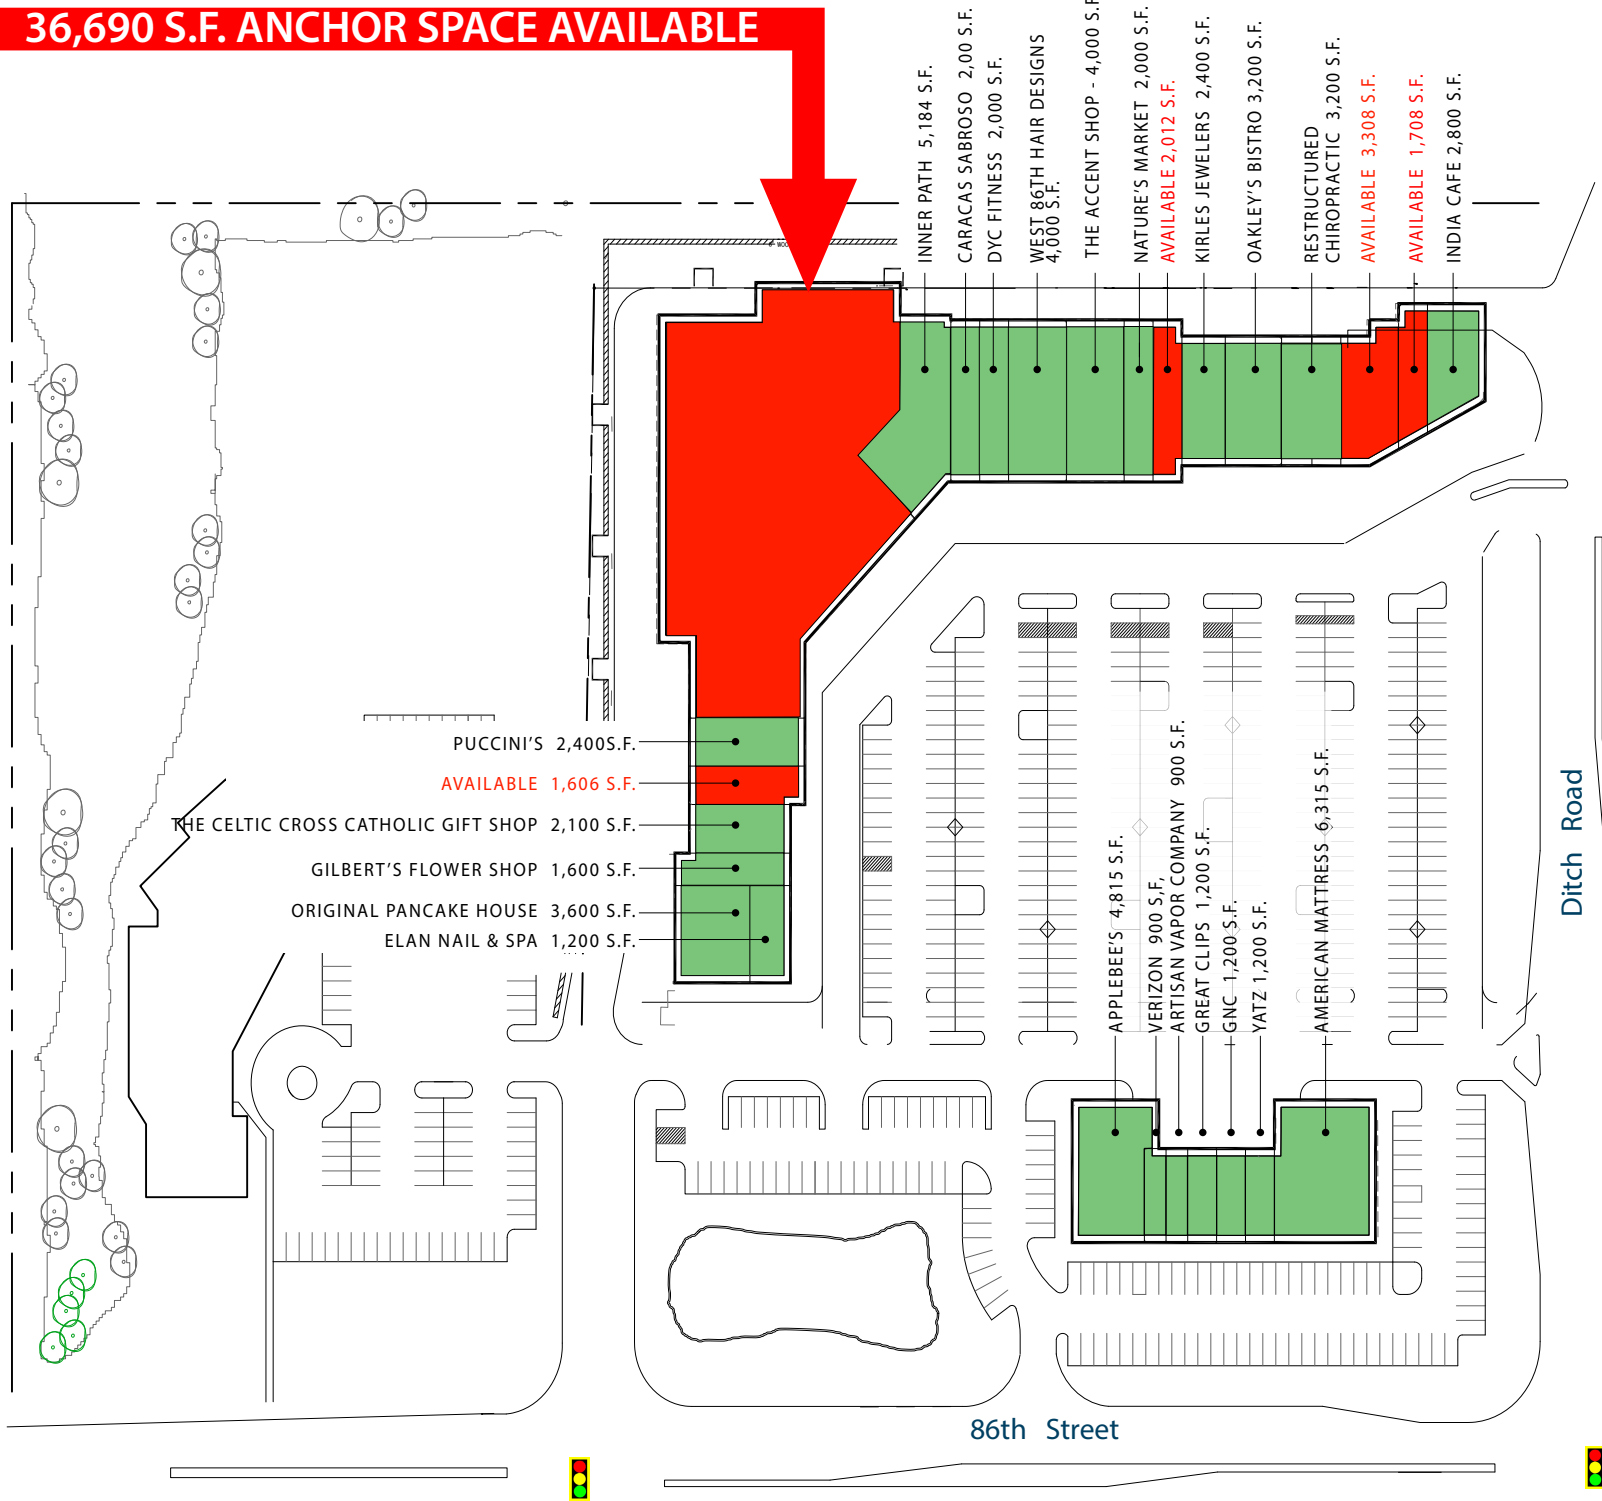 36,690 S.F. ANCHOR SPACE AVAILABLE
INNER PATH 5,184 S.F.
CARACAS SABROSO 2,00 S.F.
DYC FITNESS 2,000 S.F.
WEST 86TH HAIR DESIGNS
4,000 S.F.
THE ACCENT SHOP - 4,000 S.F.
NATURE'S MARKET 2,000 S.F.
AVAILABLE 2,012 S.F.
KIRLES JEWELERS 2,400 S.F.
OAKLEY'S BISTRO 3,200 S.F.
RESTRUCTURED
CHIROPRACTIC 3,200 S.F.
AVAILABLE 3,308 S.F.
AVAILABLE 1,708 S.F.
INDIA CAFE 2,800 S.F.
PUCCINI'S 2,400S.F.
AVAILABLE 1,606 S.F.
THE CELTIC CROSS CATHOLIC GIFT SHOP 2,100 S.F.
GILBERT'S FLOWER SHOP 1,600 S.F.
ORIGINAL PANCAKE HOUSE 3,600 S.F.
ELAN NAIL & SPA 1,200 S.F.
APPLEBEE'S 4,815 S.F.
VERIZON 900 S,F,
ARTISAN VAPOR COMPANY 900 S.F.
GREAT CLIPS 1,200 S.F.
GNC 1,200 S.F.
YATZ 1,200 S.F.
AMERICAN MATTRESS 6,315 S.F.
Ditch Road
86th Street